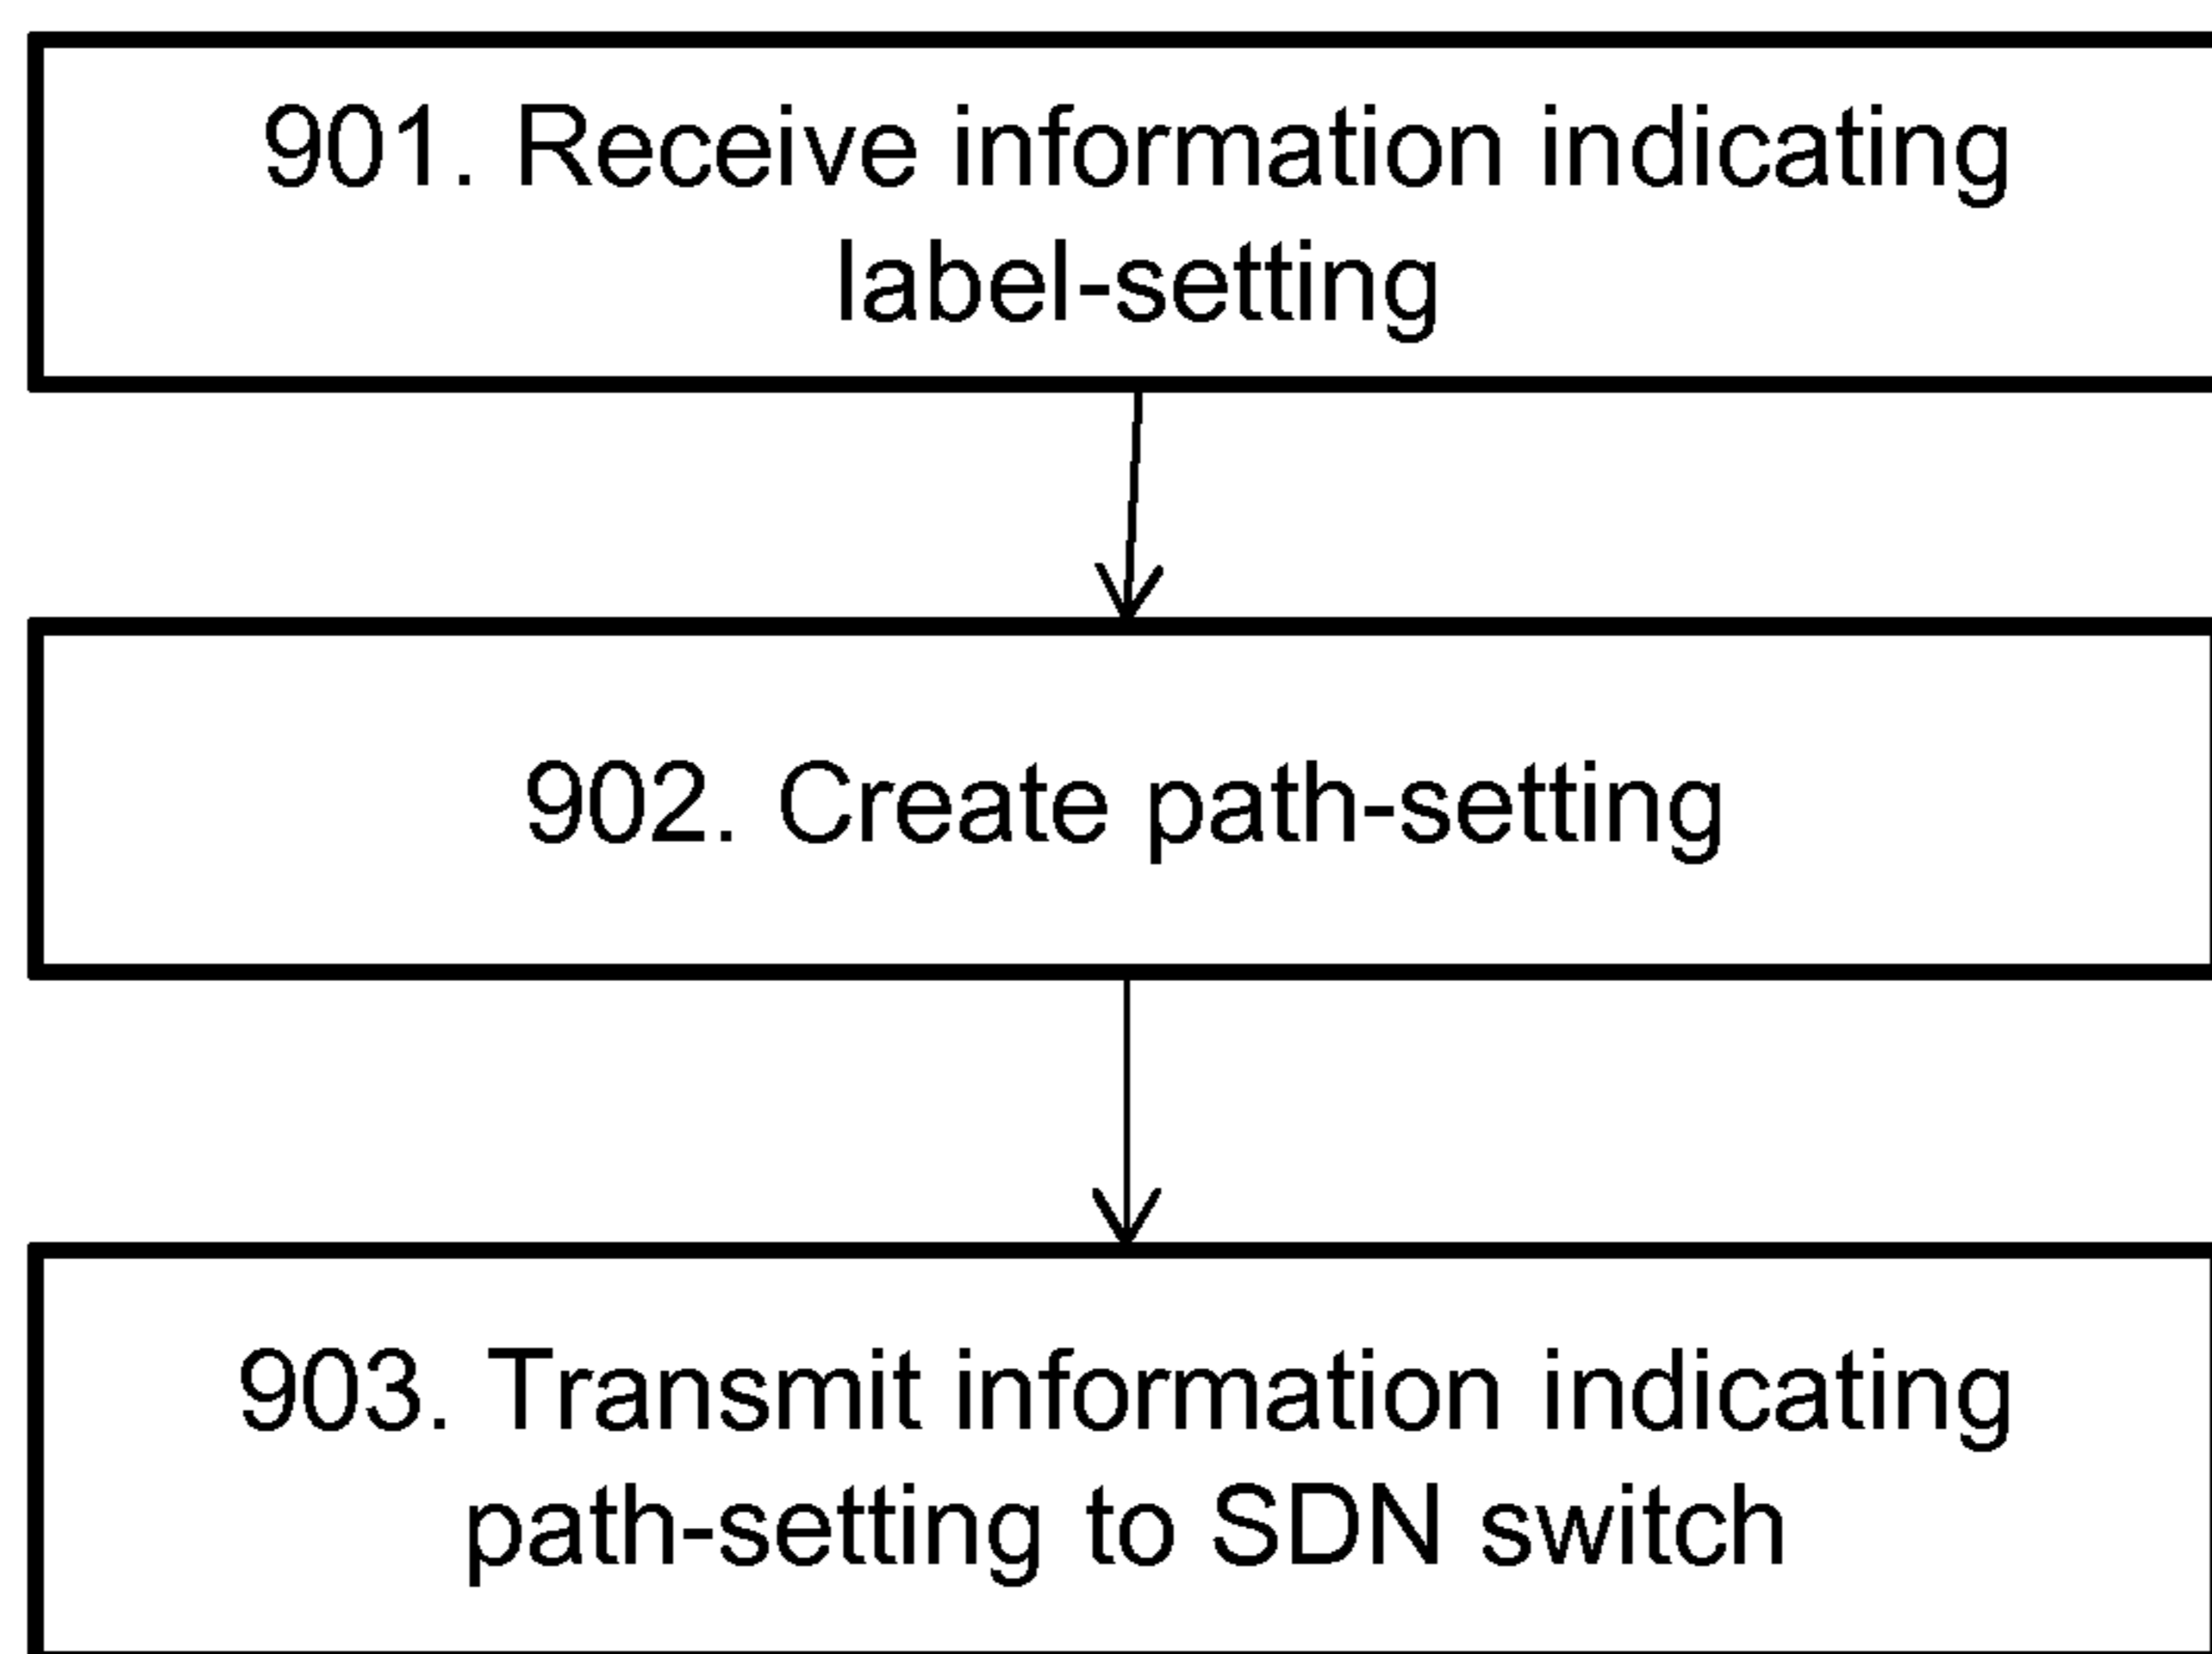 901. Receive information indicating
label-setting
902. Create path-setting
903. Transmit information indicating
path-setting to SDN switch